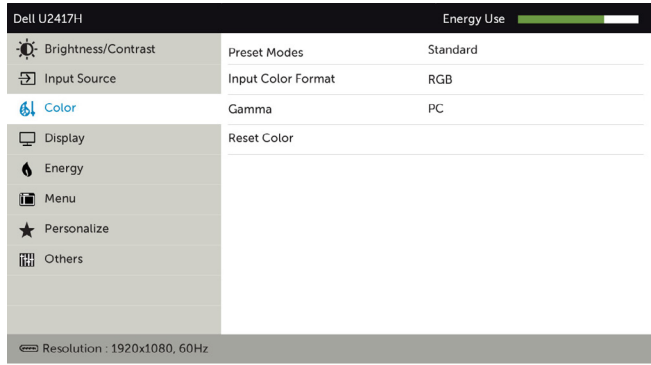 Dell U2417H Energy Use
Brightness/Contrast Preset Modes Standard
Input Source Input Color Format RGB
Color Gamma PC
Display Reset Color
Energy
Menu
Personalize
Others
Resolution : 1920x1080, 60Hz